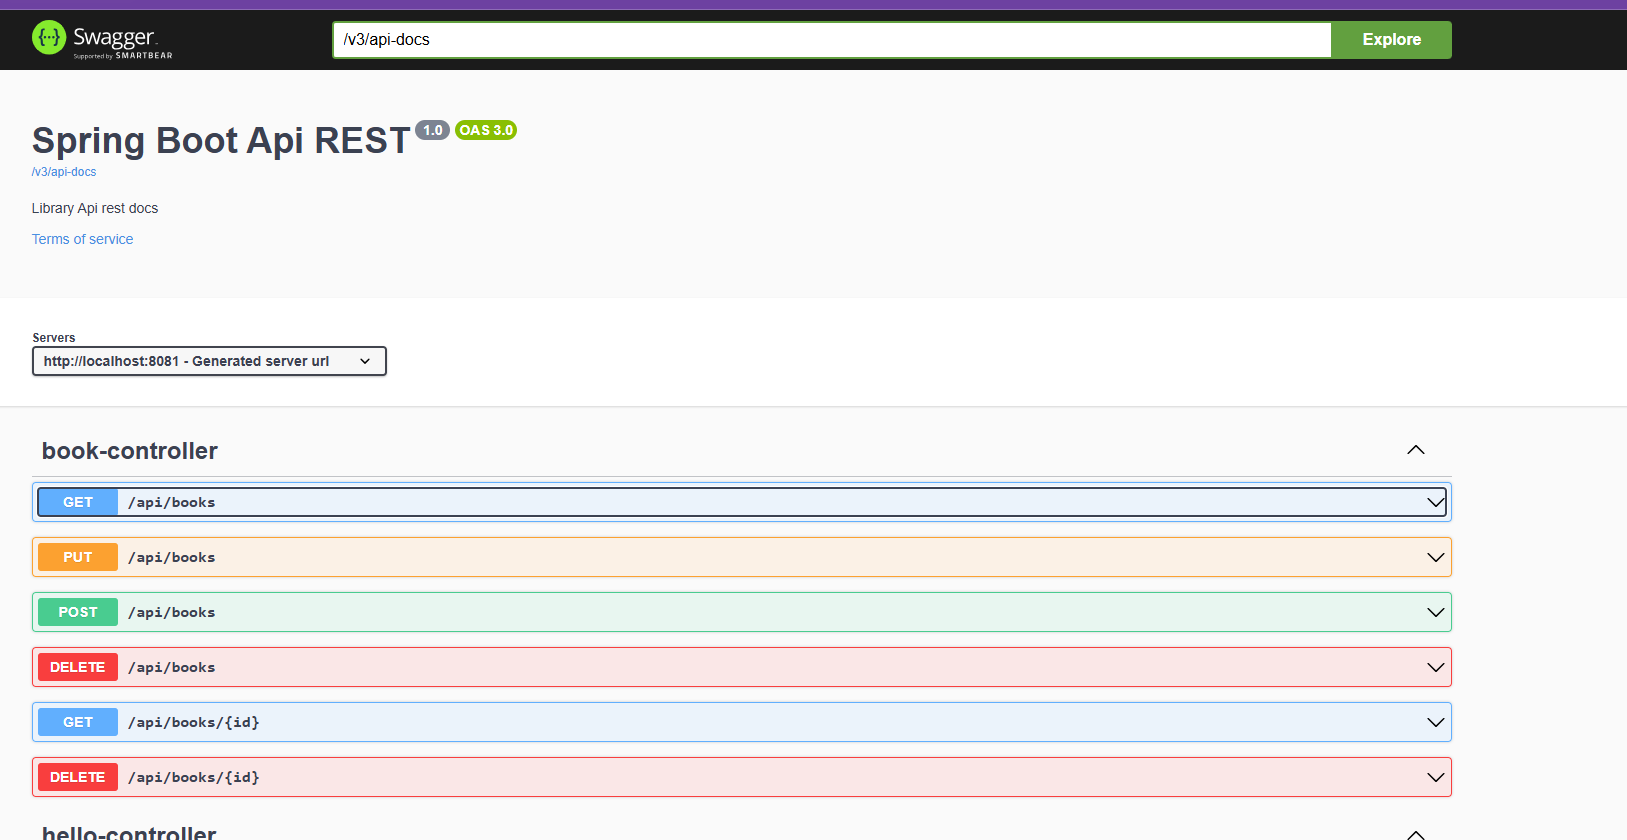 {···} Swagger.
Supported by SMARTBEAR
/v3/api-docs
Explore
Spring Boot Api REST 1.0 OAS 3.0
/v3/api-docs
Library Api rest docs
Terms of service
Servers
http://localhost:8081 - Generated server url
book-controller
GET /api/books
PUT /api/books
POST /api/books
DELETE /api/books
GET /api/books/{id}
DELETE /api/books/{id}
hello-controller